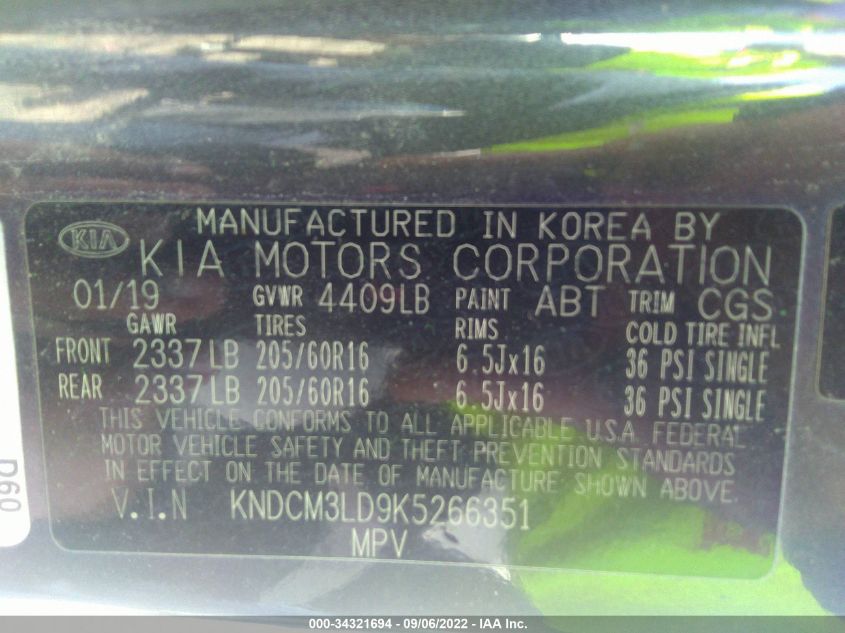 MANUFACTURED IN KOREA BY
KIA KIA MOTORS CORPORATION
01/19 GVWR 4409LB PAINT ABT TRIM CGS
GAWR TIRES RIMS COLD TIRE INFL
FRONT 2337LB 205/60R16 6.5Jx16 36 PSI SINGLE
REAR 2337LB 205/60R16 6.5Jx16 36 PSI SINGLE
THIS VEHICLE CONFORMS TO ALL APPLICABLE U.S.A. FEDERAL
MOTOR VEHICLE SAFETY AND THEFT PREVENTION STANDARDS
IN EFFECT ON THE DATE OF MANUFACTURE SHOWN ABOVE.
V.I.N KNDCM3LD9K5266351
MPV
D60
000-34321694 - 09/06/2022 - IAA Inc.